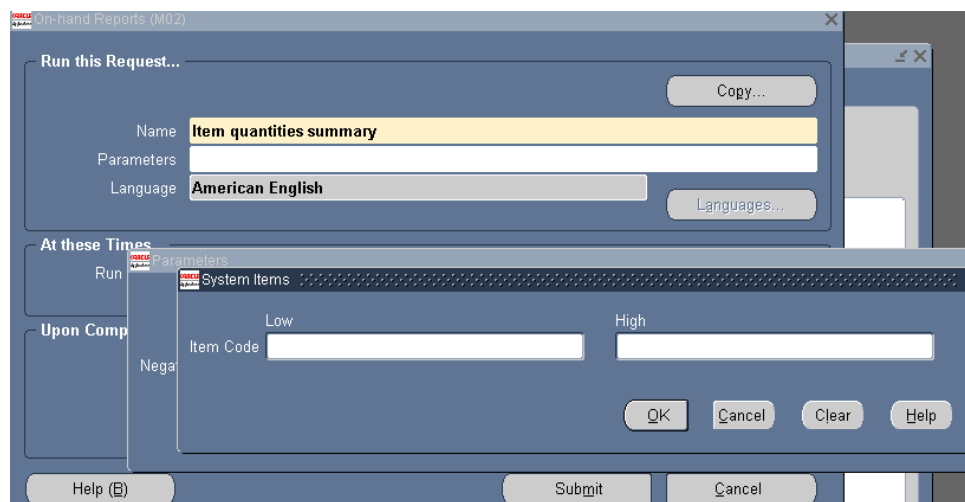 On-hand Reports (M02)
Run this Request...
Copy...
Name Item quantities summary
Parameters
Language American English
Languages...
At these Times
Parameters
Run
System Items
Low High
Upon Comp
Item Code
Negat
OK Cancel Clear Help
Help (B) Submit Cancel